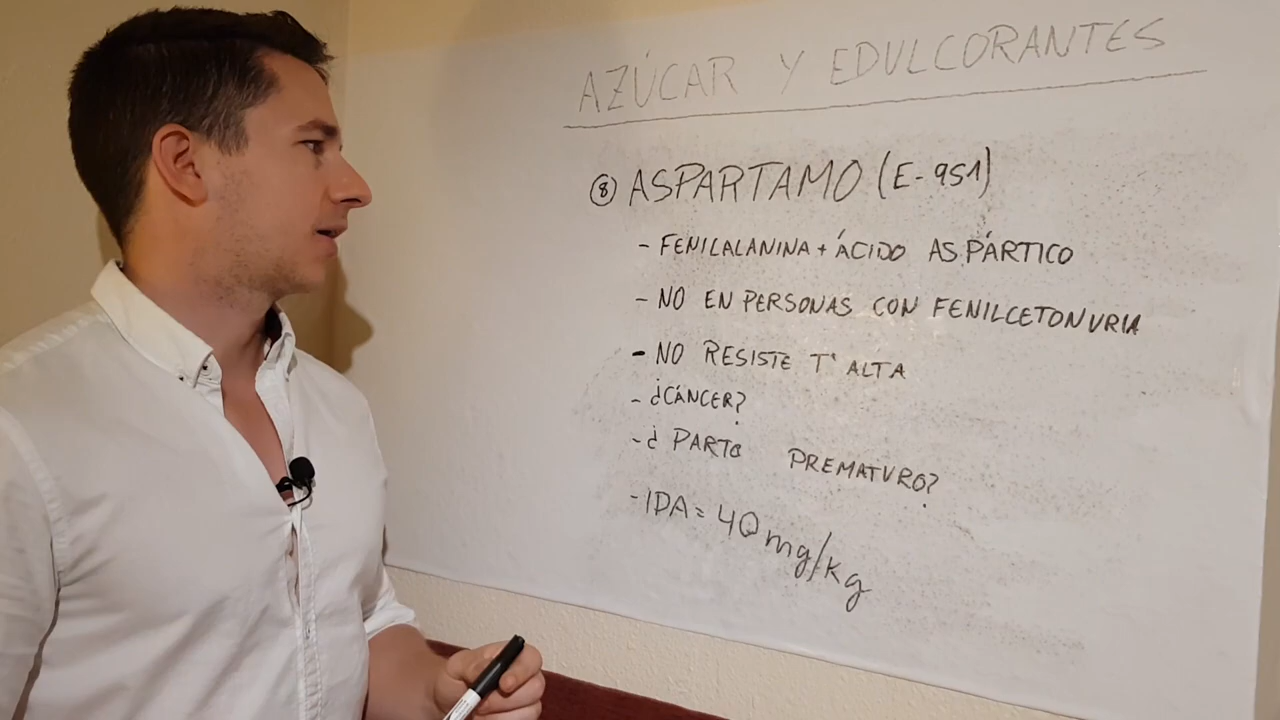 AZÚCAR Y EDULCORANTES
⑧ ASPARTAMO (E-951)
- FENILALANINA + ÁCIDO ASPÁRTICO
- NO EN PERSONAS CON FENILCETONURIA
- NO RESISTE Tª ALTA
- ¿CÁNCER?
- ¿PARTO PREMATURO?
- IDA = 40 mg/kg